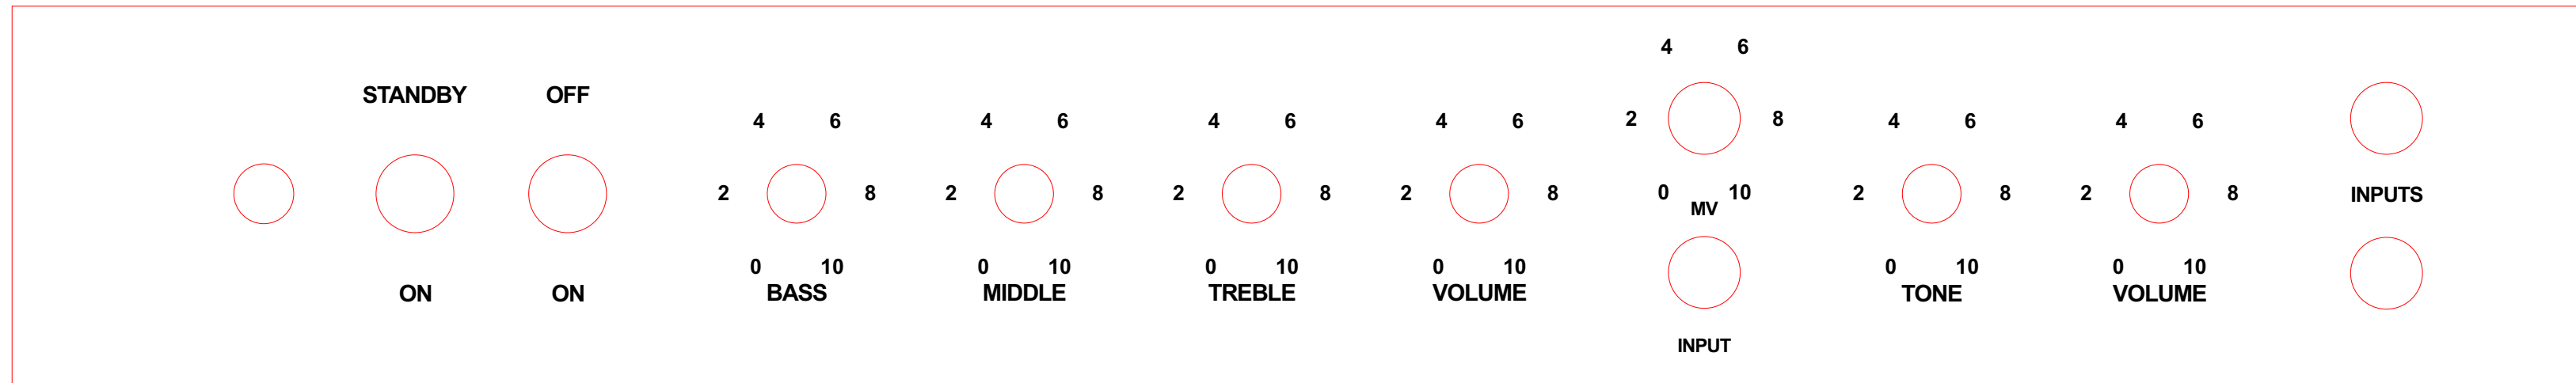 4 6
STANDBY OFF
4 6 4 6 4 6 4 6 2 8 4 6 4 6
2 8 2 8 2 8 2 8 0 10 2 8 2 8 INPUTS
MV
0 10 0 10 0 10 0 10 0 10 0 10
ON ON BASS MIDDLE TREBLE VOLUME TONE VOLUME
INPUT